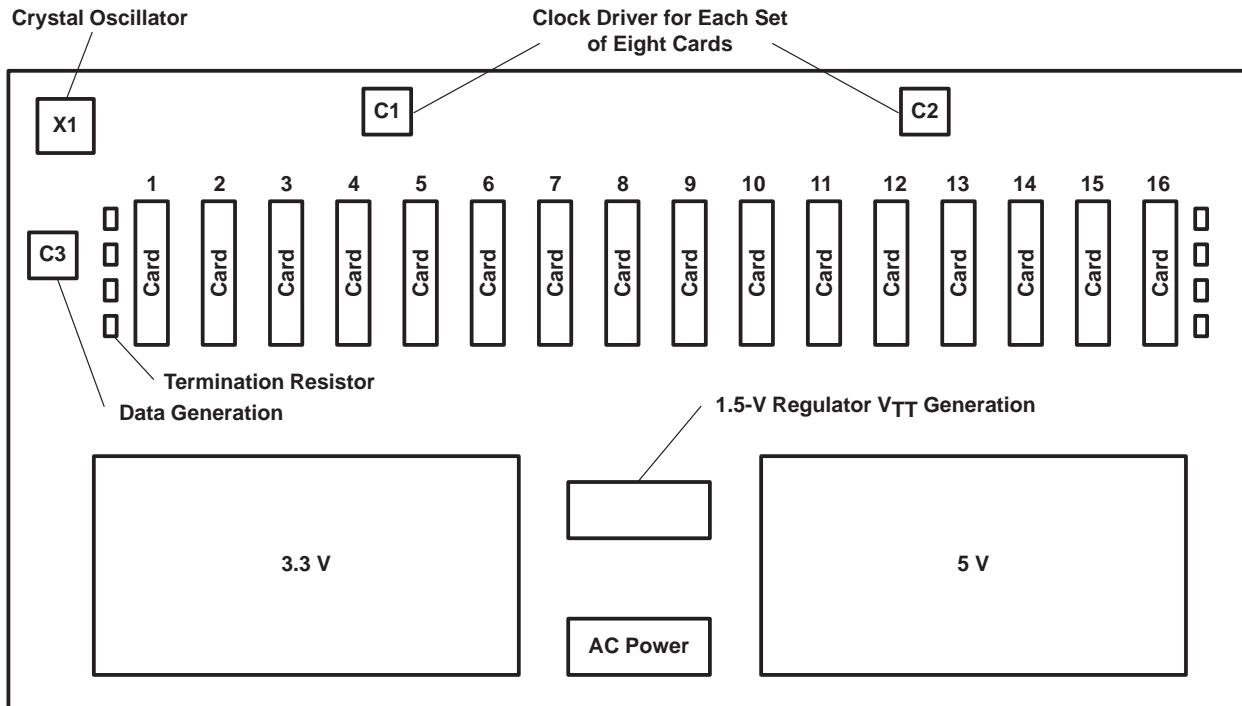 Crystal Oscillator
Clock Driver for Each Set
of Eight Cards
X1
C1
C2
1 2 3 4 5 6 7 8 9 10 11 12 13 14 15 16
C3
Card Card Card Card Card Card Card Card Card Card Card Card Card Card Card Card
Termination Resistor
Data Generation
1.5-V Regulator VTT Generation
3.3 V
5 V
AC Power